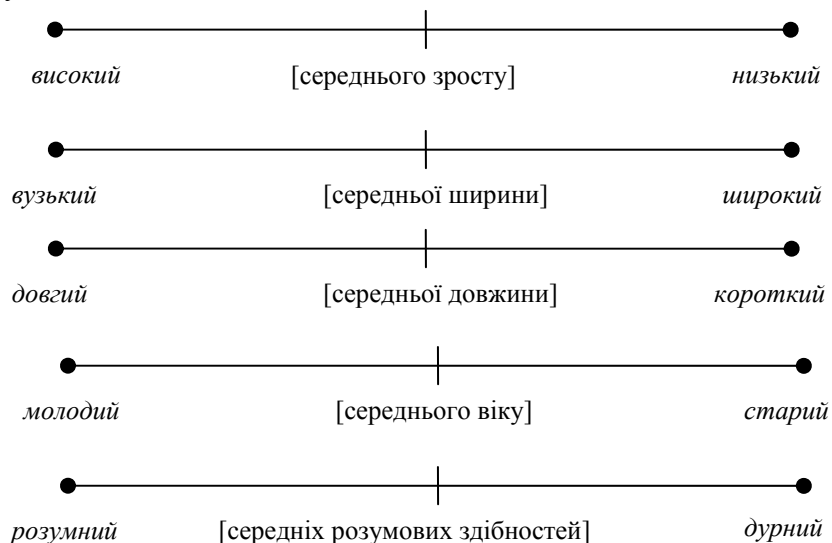 високий [середнього зросту] низький
вузький [середньої ширини] широкий
довгий [середньої довжини] короткий
молодий [середнього віку] старий
розумний [середніх розумових здібностей] дурний